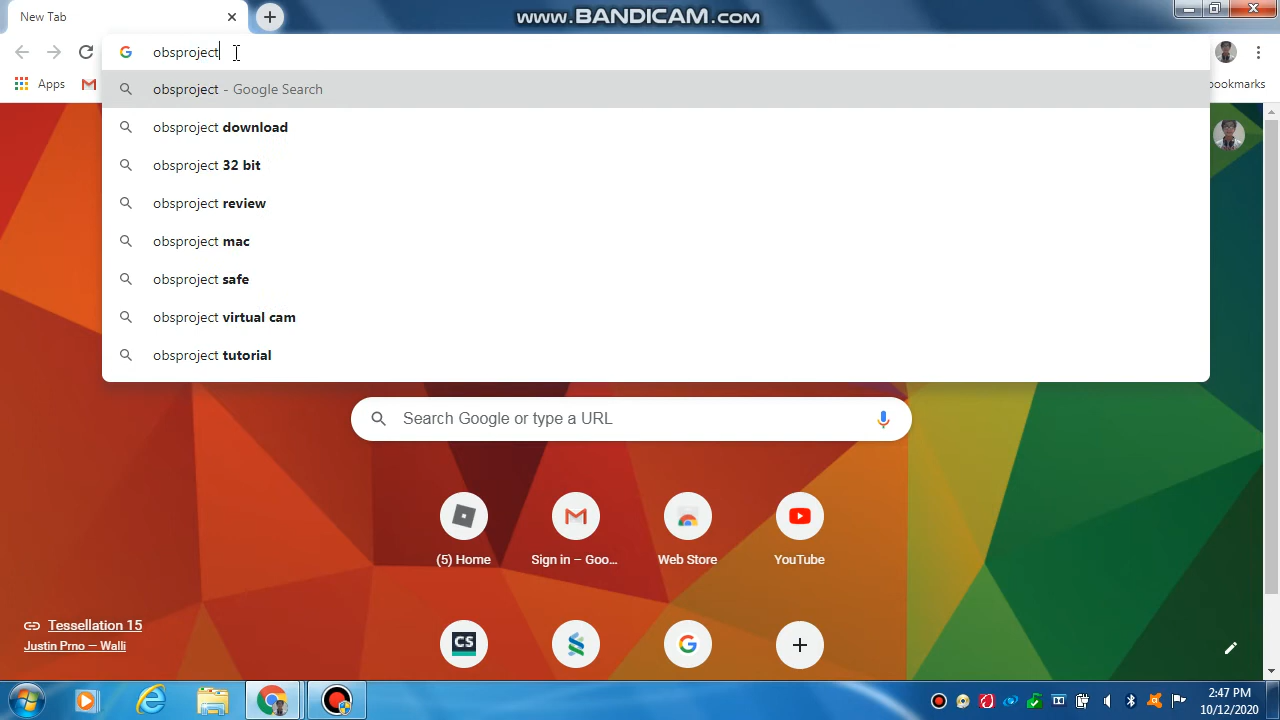 New Tab
www.BANDICAM.com
obsproject
Apps
bookmarks
obsproject - Google Search
obsproject download
obsproject 32 bit
obsproject review
obsproject mac
obsproject safe
obsproject virtual cam
obsproject tutorial
Search Google or type a URL
(5) Home
Sign in – Goo...
Web Store
YouTube
CS
Tessellation 15
Justin Prno — Walli
2:47 PM
10/12/2020